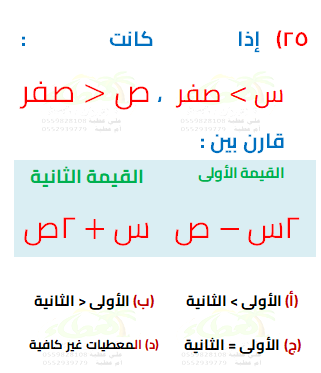 ٢٥) إذا كانت :
س < صفر ، ص > صفر
قارن بين :
القيمة الأولى القيمة الثانية
٢س − ص س + ٢ص
(أ) الأولى < الثانية (ب) الأولى > الثانية
(ج) الأولى = الثانية (د) المعطيات غير كافية